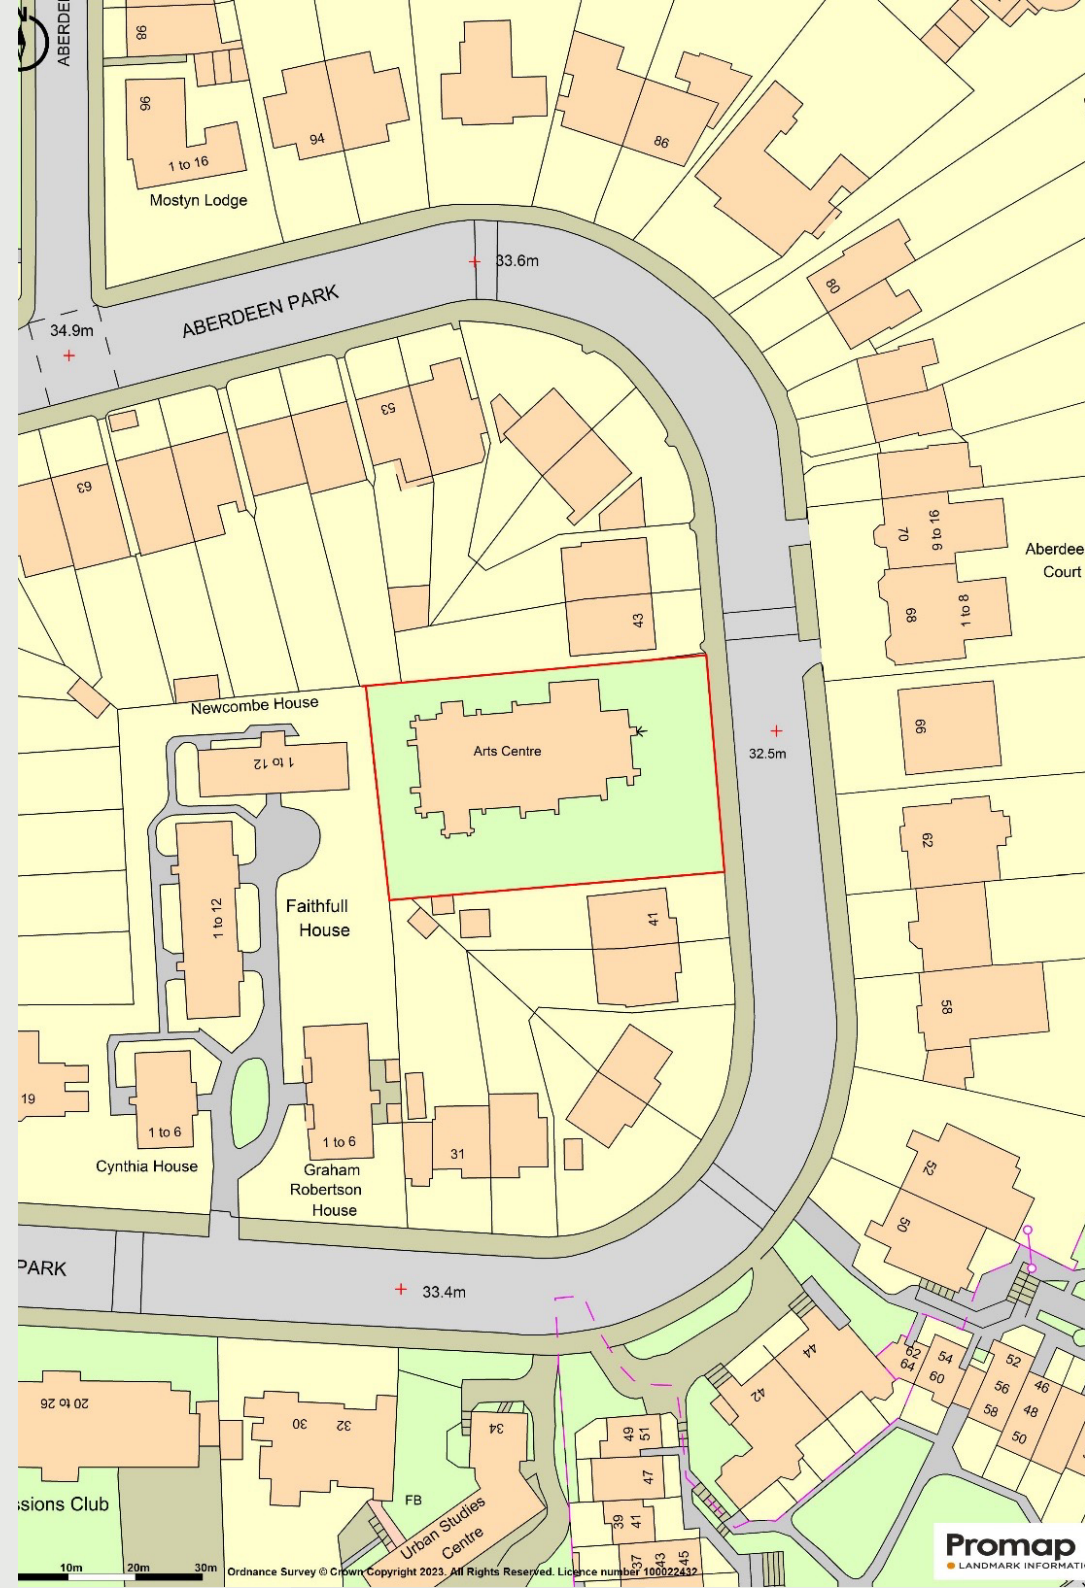 ABERDEE
98
96
1 to 16
Mostyn Lodge
94
86
80
33.6m
ABERDEEN PARK
34.9m
53
63
43
70
9 to 16
68
1 to 8
Aberdee
Court
66
Newcombe House
1 to 12
Arts Centre
32.5m
62
Faithfull
House
1 to 12
41
58
19
1 to 6
Cynthia House
1 to 6
Graham
Robertson
House
31
52
50
PARK
33.4m
44
42
62
64
54
60
52
56
58
46
48
50
20 to 26
30
32
34
49
51
47
39
41
37
43
45
FB
Urban Studies
Centre
ssions Club
10m
20m
30m
Ordnance Survey © Crown Copyright 2023. All Rights Reserved. Licence number 100022432
Promap
LANDMARK INFORMATI